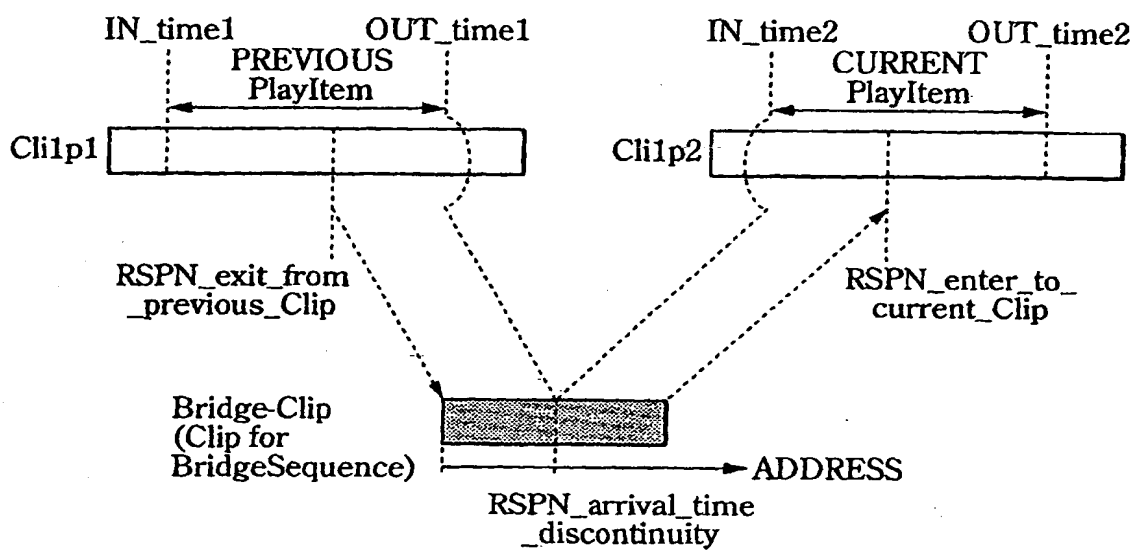 IN_time1
OUT_time1
IN_time2
OUT_time2
PREVIOUS
PlayItem
CURRENT
PlayItem
Cli1p1
Cli1p2
RSPN_exit_from
_previous_Clip
RSPN_enter_to_
current_Clip
Bridge-Clip
(Clip for
BridgeSequence)
ADDRESS
RSPN_arrival_time
_discontinuity